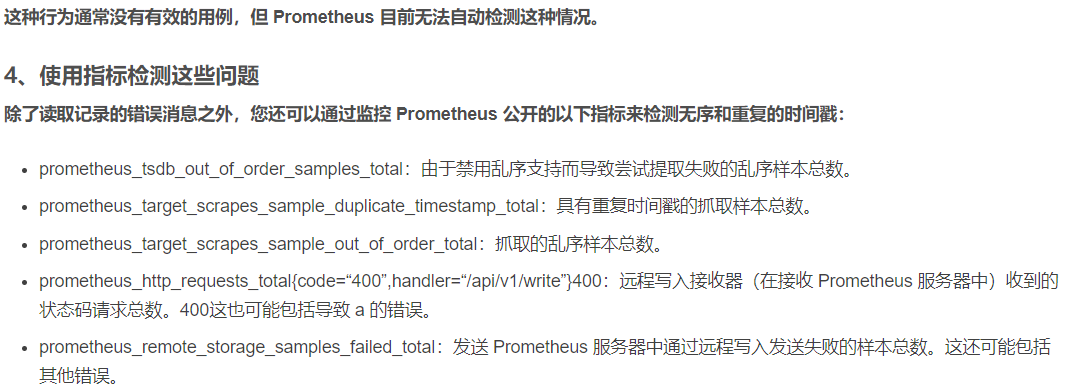 这种行为通常没有有效的用例，但 Prometheus 目前无法自动检测这种情况。
4、使用指标检测这些问题
除了读取记录的错误消息之外，您还可以通过监控 Prometheus 公开的以下指标来检测无序和重复的时间戳：
• prometheus_tsdb_out_of_order_samples_total：由于禁用乱序支持而导致尝试提取失败的乱序样本总数。
• prometheus_target_scrapes_sample_duplicate_timestamp_total：具有重复时间戳的抓取样本总数。
• prometheus_target_scrapes_sample_out_of_order_total：抓取的乱序样本总数。
• prometheus_http_requests_total{code=“400”,handler=“/api/v1/write”}400：远程写入接收器（在接收 Prometheus 服务器中）收到的
状态码请求总数。400这也可能包括导致 a 的错误。
• prometheus_remote_storage_samples_failed_total：发送 Prometheus 服务器中通过远程写入发送失败的样本总数。这还可能包括
其他错误。